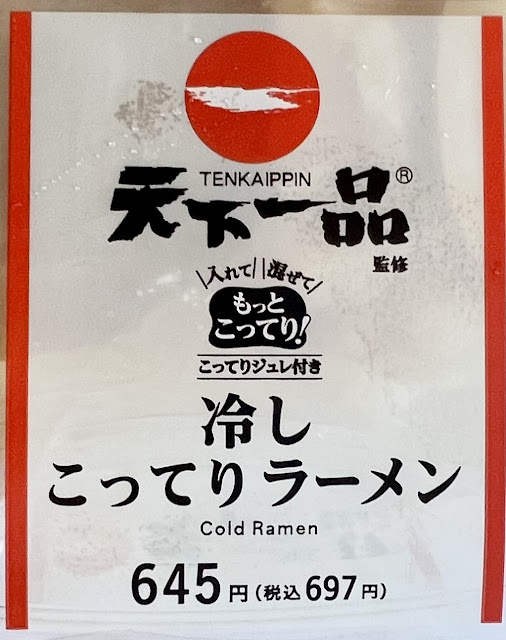 TENKAIPPIN
天下一品®
監修
\入れて/\混ぜて/
もっと
こってり!
こってりジュレ付き
冷し
こってりラーメン
Cold Ramen
645円(税込697円)